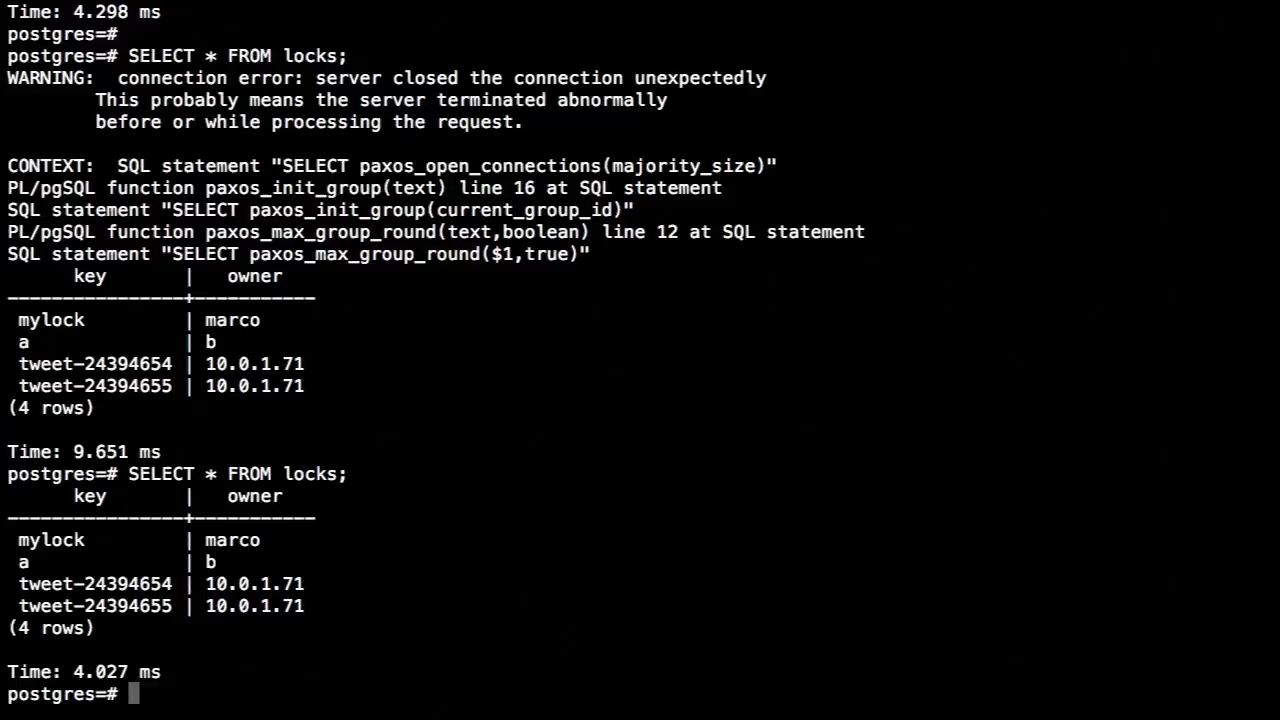 Time: 4.298 ms
postgres=#
postgres=# SELECT * FROM locks;
WARNING:  connection error: server closed the connection unexpectedly
        This probably means the server terminated abnormally
        before or while processing the request.

CONTEXT:  SQL statement "SELECT paxos_open_connections(majority_size)"
PL/pgSQL function paxos_init_group(text) line 16 at SQL statement
SQL statement "SELECT paxos_init_group(current_group_id)"
PL/pgSQL function paxos_max_group_round(text,boolean) line 12 at SQL statement
SQL statement "SELECT paxos_max_group_round($1,true)"
      key       |   owner
----------------+-----------
 mylock         | marco
 a              | b
 tweet-24394654 | 10.0.1.71
 tweet-24394655 | 10.0.1.71
(4 rows)

Time: 9.651 ms
postgres=# SELECT * FROM locks;
      key       |   owner
----------------+-----------
 mylock         | marco
 a              | b
 tweet-24394654 | 10.0.1.71
 tweet-24394655 | 10.0.1.71
(4 rows)

Time: 4.027 ms
postgres=#